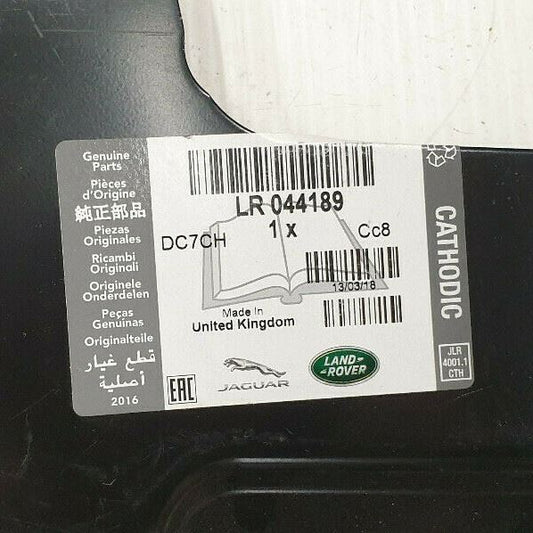 Genuine
Parts
Pièces
d'Origine
純正部品
Piezas
Originales
Ricambi
Originali
Originele
Onderdelen
Peças
Genuinas
Originalteile
قطع غيار
أصلية
2016
LR 044189
1 x
DC7CH
Cc8
13/03/18
Made In
United Kingdom
EAC
JAGUAR
LAND-
-ROVER
CATHODIC
JLR
4001.1
CTH